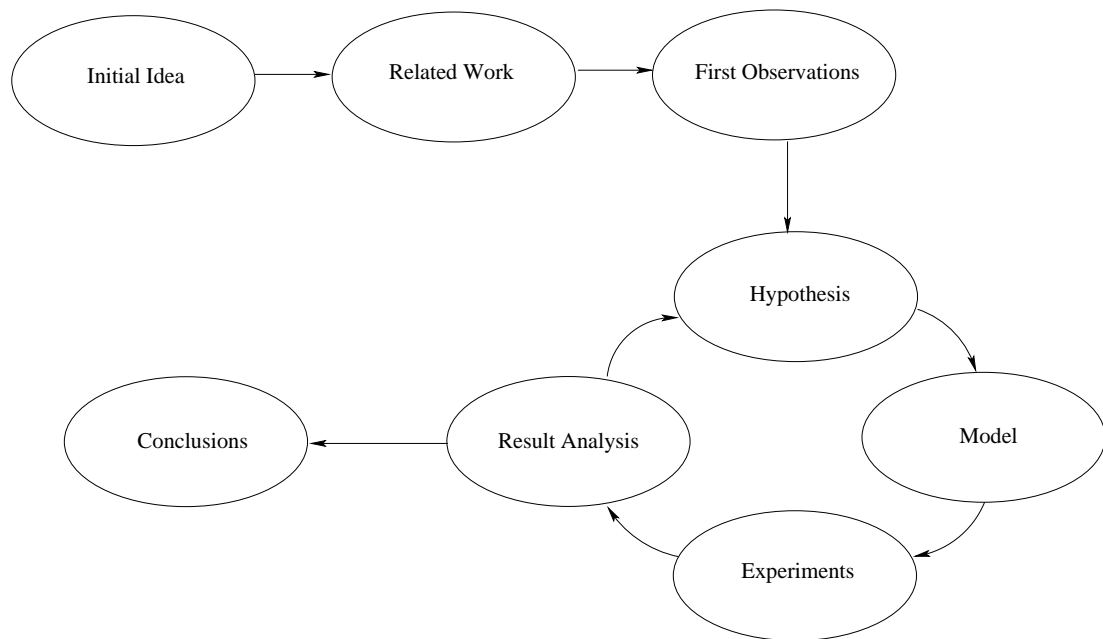 Initial Idea
Related Work
First Observations
Hypothesis
Model
Experiments
Result Analysis
Conclusions